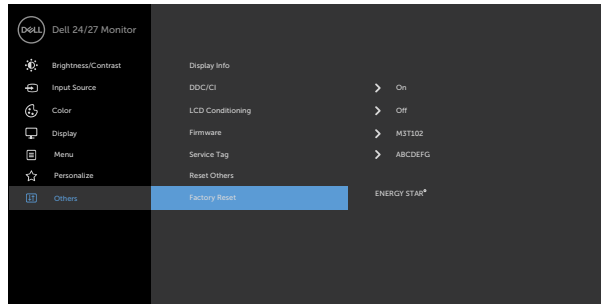 DELL Dell 24/27 Monitor
Brightness/Contrast Display Info
Input Source DDC/CI On
Color LCD Conditioning Off
Display Firmware M3T102
Menu Service Tag ABCDEFG
Personalize Reset Others
Others Factory Reset ENERGY STAR®